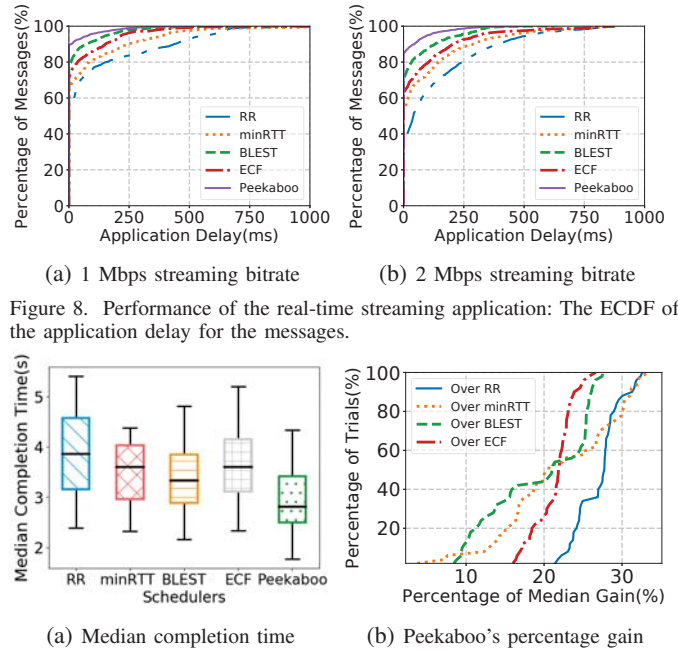 Percentage of Messages(%)
100
80
60
40
20
0
RR
minRTT
BLEST
ECF
Peekaboo
0 250 500 750 1000
Application Delay(ms)
(a) 1 Mbps streaming bitrate
Percentage of Messages(%)
100
80
60
40
20
0
RR
minRTT
BLEST
ECF
Peekaboo
0 250 500 750 1000
Application Delay(ms)
(b) 2 Mbps streaming bitrate
Figure 8. Performance of the real-time streaming application: The ECDF of
the application delay for the messages.
Median Completion Time(s)
5
4
3
2
RR minRTT BLEST ECF Peekaboo
Schedulers
(a) Median completion time
Percentage of Trials(%)
100
80
60
40
20
Over RR
Over minRTT
Over BLEST
Over ECF
10 20 30
Percentage of Median Gain(%)
(b) Peekaboo's percentage gain